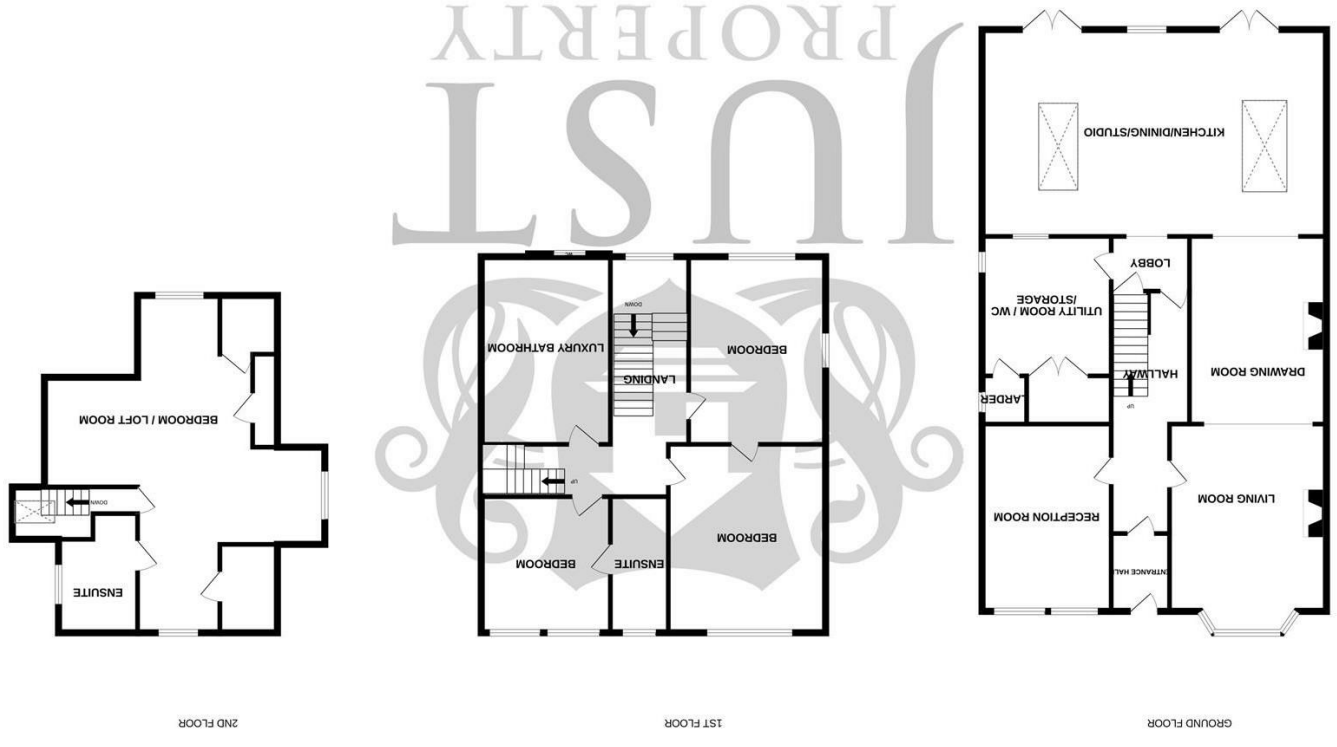 GROUND FLOOR
1ST FLOOR
2ND FLOOR
NTRANCE HAL
LIVING ROOM
RECEPTION ROOM
UP
HALLWAY
DRAWING ROOM
LARDER
UTILITY ROOM / WC
/STORAGE
LOBBY
KITCHEN/DINING/STUDIO
BEDROOM
ENSUITE
BEDROOM
UP
LANDING
BEDROOM
LUXURY BATHROOM
DOWN
ENSUITE
DOWN
BEDROOM / LOFT ROOM
JUST
PROPERTY